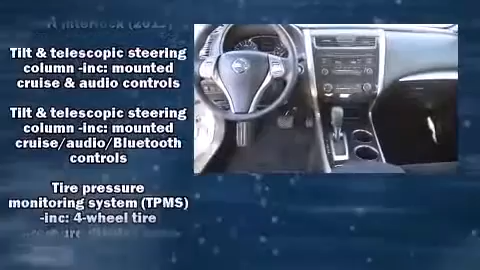 Tilt & telescopic steering
column -inc: mounted
cruise & audio controls
Tilt & telescopic steering
column -inc: mounted
cruise/audio/Bluetooth
controls
Tire pressure
monitoring system (TPMS)
-inc: 4-wheel tire